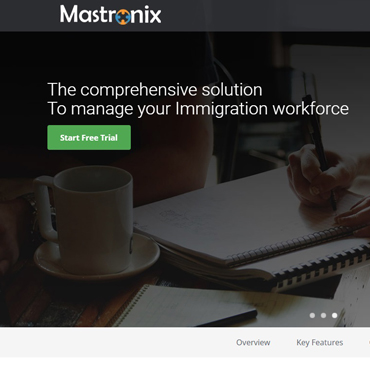 Mastronix
The comprehensive solution
To manage your Immigration workforce
Start Free Trial
Overview Key Features